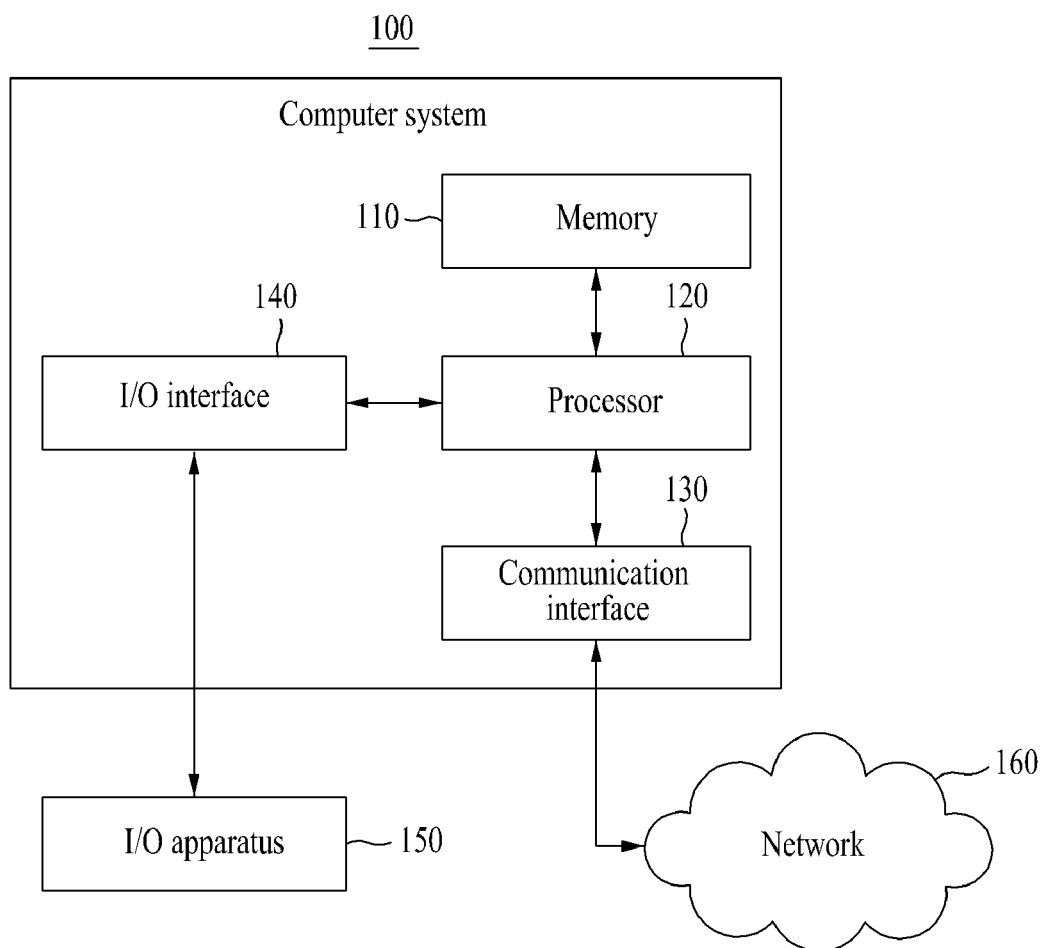 100
Computer system
110
Memory
140
120
I/O interface
Processor
130
Communication
interface
160
I/O apparatus
150
Network